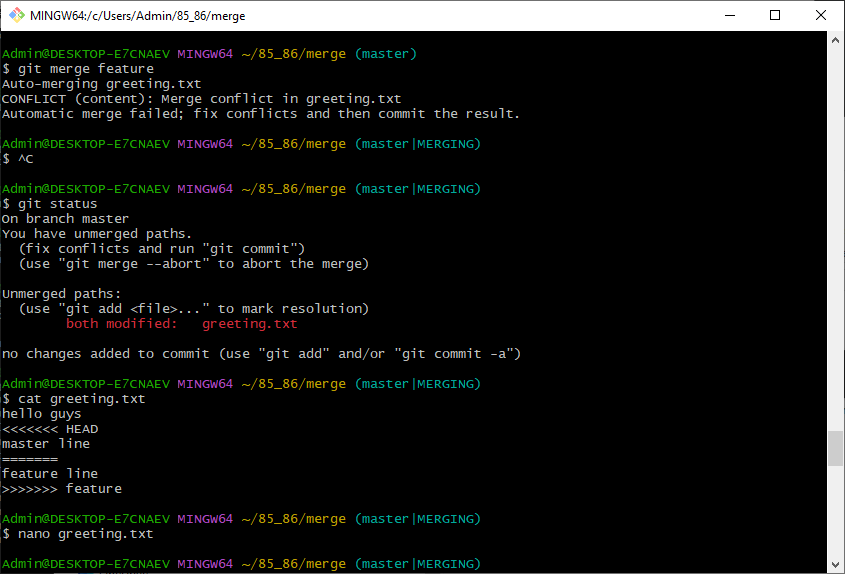 MINGW64:/c/Users/Admin/85_86/merge
Admin@DESKTOP-E7CNAEV MINGW64 ~/85_86/merge (master)
$ git merge feature
Auto-merging greeting.txt
CONFLICT (content): Merge conflict in greeting.txt
Automatic merge failed; fix conflicts and then commit the result.
Admin@DESKTOP-E7CNAEV MINGW64 ~/85_86/merge (master|MERGING)
$ ^C
Admin@DESKTOP-E7CNAEV MINGW64 ~/85_86/merge (master|MERGING)
$ git status
On branch master
You have unmerged paths.
  (fix conflicts and run "git commit")
  (use "git merge --abort" to abort the merge)
Unmerged paths:
  (use "git add <file>..." to mark resolution)
        both modified:   greeting.txt
no changes added to commit (use "git add" and/or "git commit -a")
Admin@DESKTOP-E7CNAEV MINGW64 ~/85_86/merge (master|MERGING)
$ cat greeting.txt
hello guys
<<<<<<< HEAD
master line
=======
feature line
>>>>>>> feature
Admin@DESKTOP-E7CNAEV MINGW64 ~/85_86/merge (master|MERGING)
$ nano greeting.txt
Admin@DESKTOP-E7CNAEV MINGW64 ~/85_86/merge (master|MERGING)